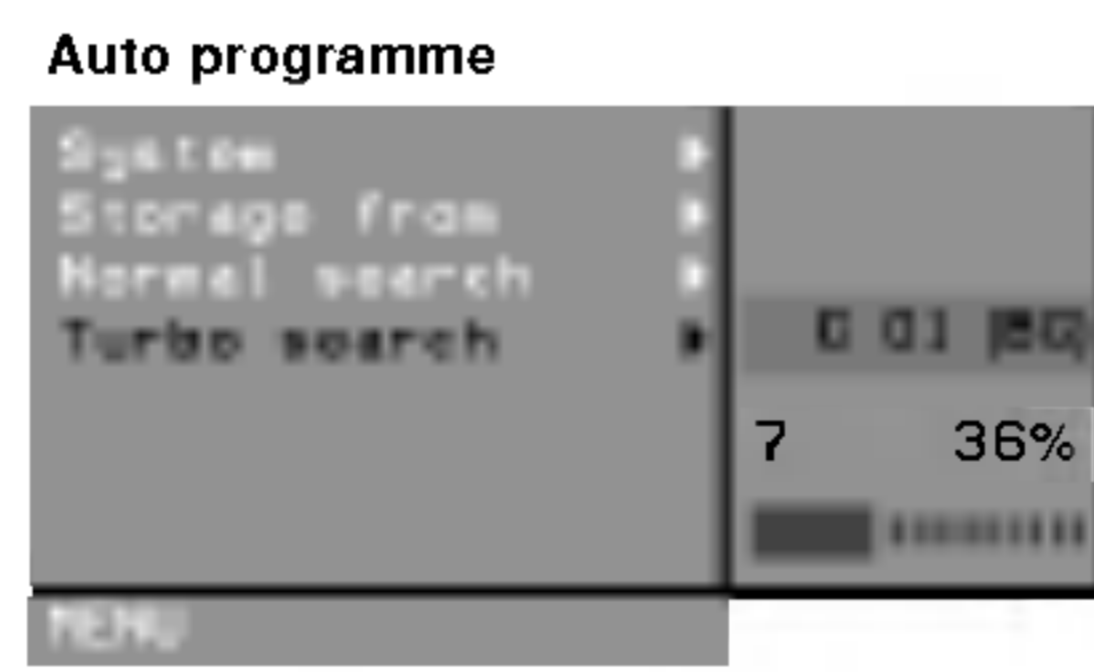 Auto programme
System
Storage from
Normal search
Turbo search
7 36%
MENU